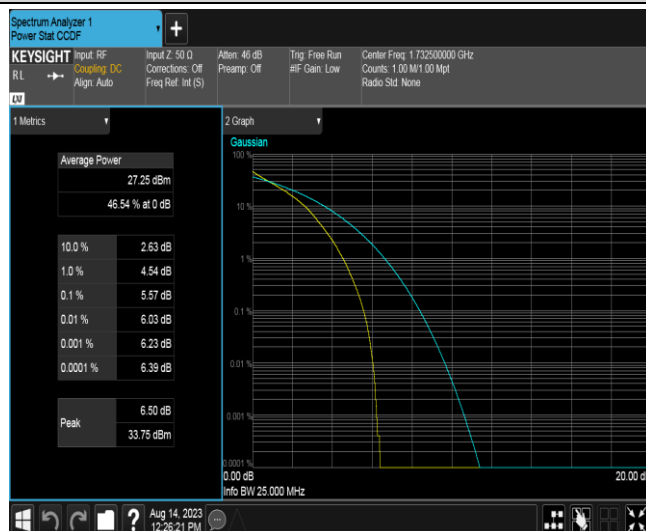 Spectrum Analyzer 1
Power Stat CCDF
KEYSIGHT
RL
LXI
Input: RF
Coupling: DC
Align: Auto
Input Z: 50 Ω
Corrections: Off
Freq Ref: Int (S)
Atten: 46 dB
Preamp: Off
Trig: Free Run
#IF Gain: Low
Center Freq: 1.732500000 GHz
Counts: 1.00 M/1.00 Mpt
Radio Std: None
1 Metrics
Average Power
27.25 dBm
46.54 % at 0 dB
10.0 % 2.63 dB
1.0 % 4.54 dB
0.1 % 5.57 dB
0.01 % 6.03 dB
0.001 % 6.23 dB
0.0001 % 6.39 dB
Peak
6.50 dB
33.75 dBm
2 Graph
Gaussian
100 %
10 %
1 %
0.1 %
0.01 %
0.001 %
0.0001 %
0.00 dB
20.00 d
Info BW 25.000 MHz
?
Aug 14, 2023
12:26:21 PM